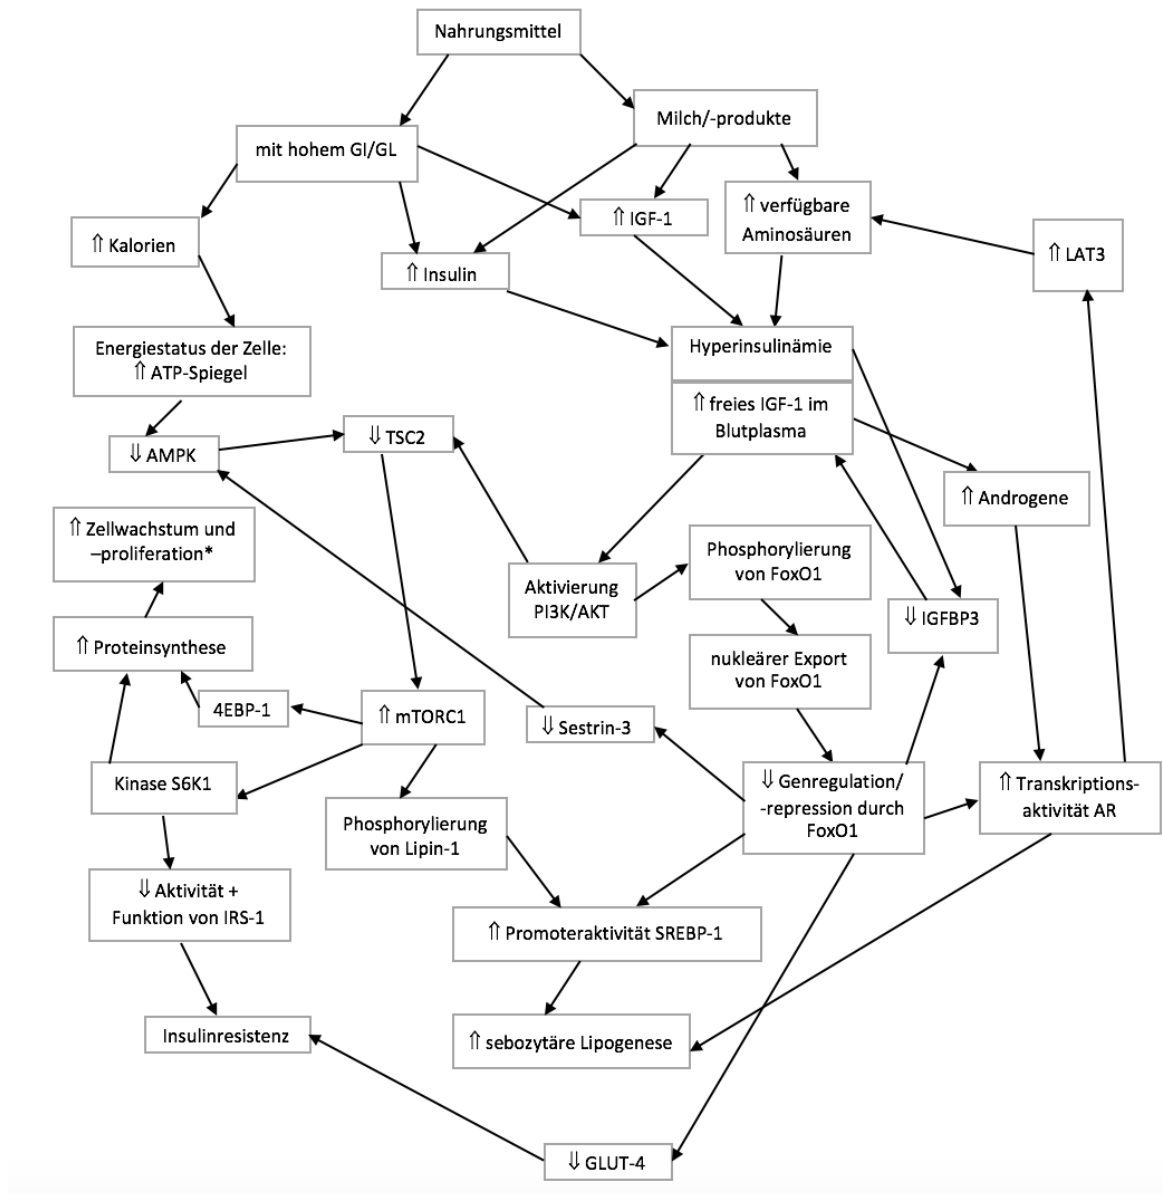 Nahrungsmittel
Milch/-produkte
mit hohem GI/GL
⇑ IGF-1
⇑ verfügbare
Aminosäuren
⇑ Kalorien
⇑ LAT3
⇑ Insulin
Energiestatus der Zelle:
⇑ ATP-Spiegel
Hyperinsulinämie
⇑ freies IGF-1 im
Blutplasma
⇓ AMPK
⇓ TSC2
⇑ Androgene
⇑ Zellwachstum und
–proliferation*
Phosphorylierung
von FoxO1
Aktivierung
PI3K/AKT
⇓ IGFBP3
⇑ Proteinsynthese
nukleärer Export
von FoxO1
4EBP-1
⇑ mTORC1
⇓ Sestrin-3
Kinase S6K1
⇓ Genregulation/
-repression durch
FoxO1
⇑ Transkriptions-
aktivität AR
Phosphorylierung
von Lipin-1
⇓ Aktivität +
Funktion von IRS-1
⇑ Promoteraktivität SREBP-1
Insulinresistenz
⇑ sebozytäre Lipogenese
⇓ GLUT-4